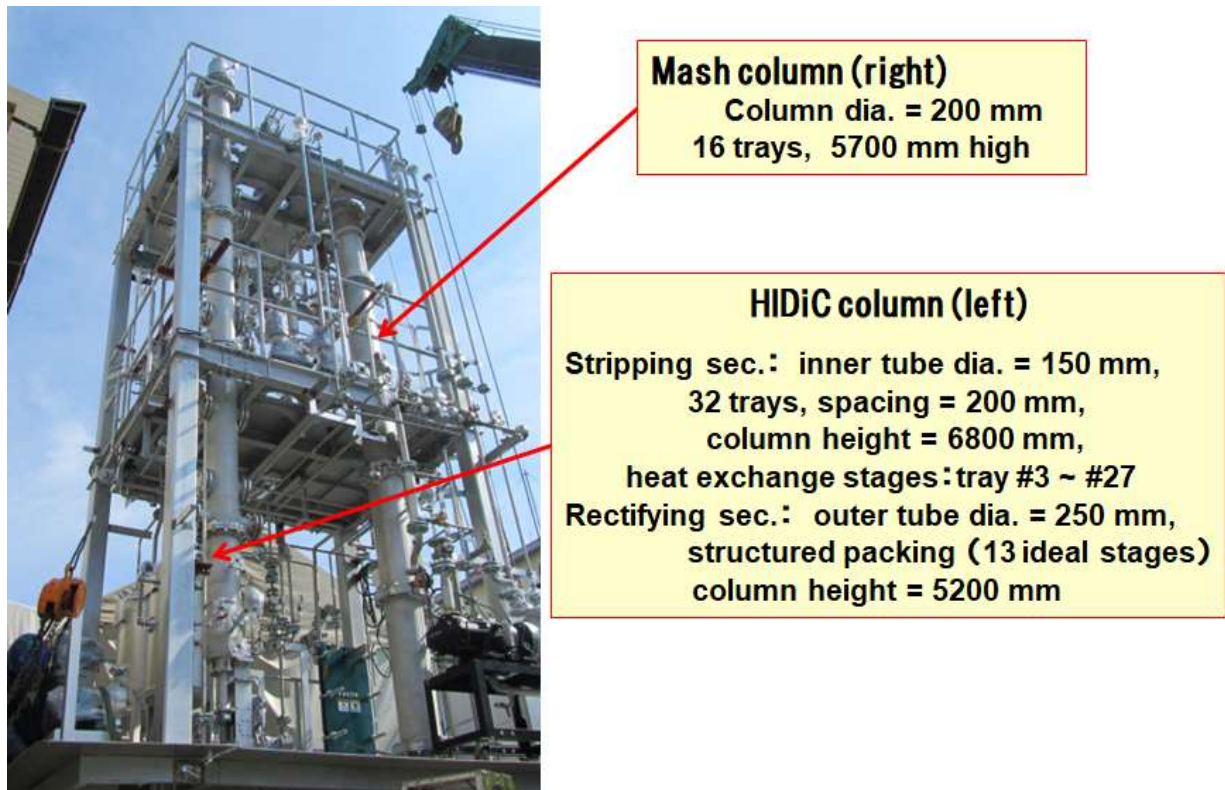 Mash column (right)
Column dia. = 200 mm
16 trays, 5700 mm high
HIDiC column (left)
Stripping sec.: inner tube dia. = 150 mm,
32 trays, spacing = 200 mm,
column height = 6800 mm,
heat exchange stages:tray #3 ~ #27
Rectifying sec.: outer tube dia. = 250 mm,
structured packing (13 ideal stages)
column height = 5200 mm